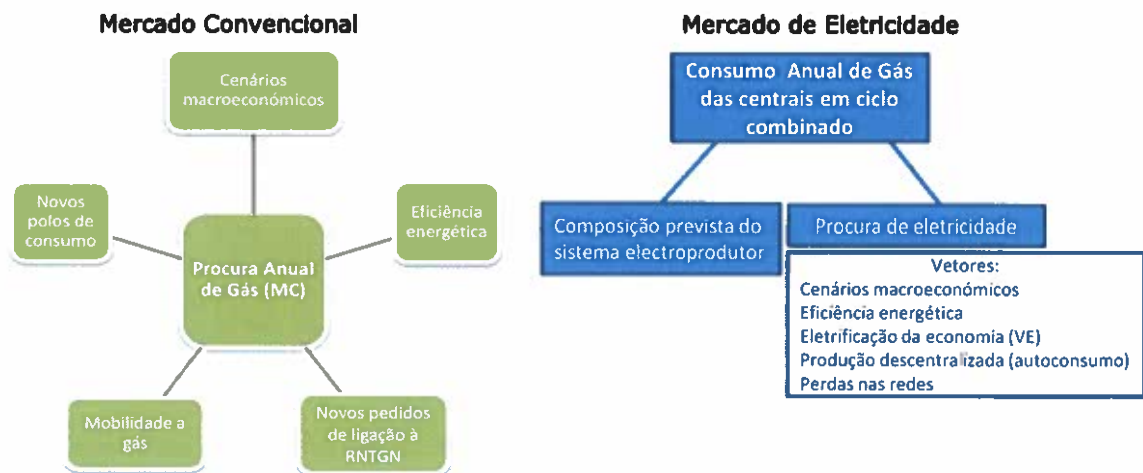 Mercado Convencional
Cenários
macroeconómicos
Novos
polos de
consumo
Eficiência
energética
Procura Anual
de Gás (MC)
Mobilidade a
gás
Novos pedidos
de ligação à
RNTGN
Mercado de Eletricidade
Consumo Anual de Gás
das centrais em ciclo
combinado
Composição prevista do
sistema electroprodutor
Procura de eletricidade
Vetores:
Cenários macroeconómicos
Eficiência energética
Eletrificação da economia (VE)
Produção descentralizada (autoconsumo)
Perdas nas redes